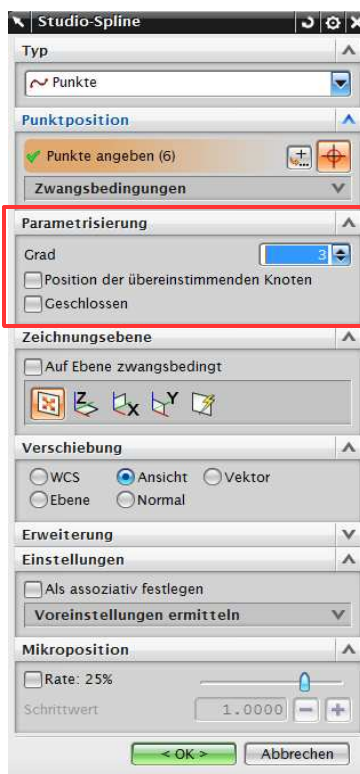 Studio-Spline
Typ
Punkte
Punktposition
Punkte angeben (6)
Zwangsbedingungen
Parametrisierung
Grad 3
Position der übereinstimmenden Knoten
Geschlossen
Zeichnungsebene
Auf Ebene zwangsbedingt
Z X Y
Verschiebung
WCS Ansicht Vektor
Ebene Normal
Erweiterung
Einstellungen
Als assoziativ festlegen
Voreinstellungen ermitteln
Mikroposition
Rate: 25%
Schrittwert 1.0000
< OK > Abbrechen